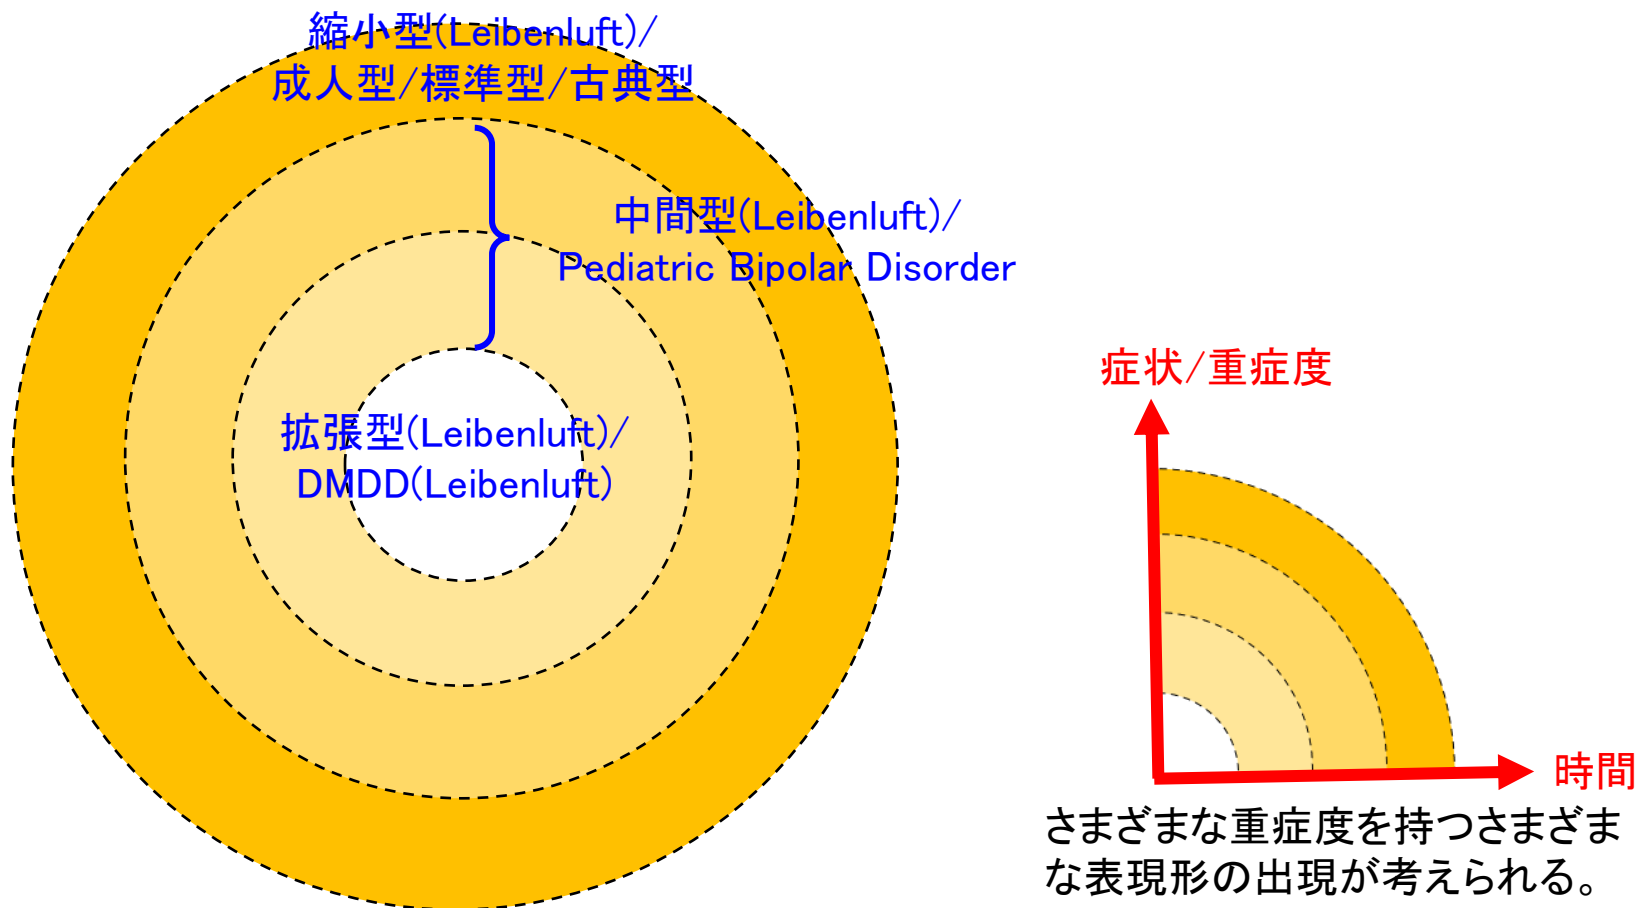 縮小型(Leibenluft)/
成人型/標準型/古典型
中間型(Leibenluft)/
Pediatric Bipolar Disorder
拡張型(Leibenluft)/
DMDD(Leibenluft)
症状/重症度
時間
さまざまな重症度を持つさまざま
な表現形の出現が考えられる。